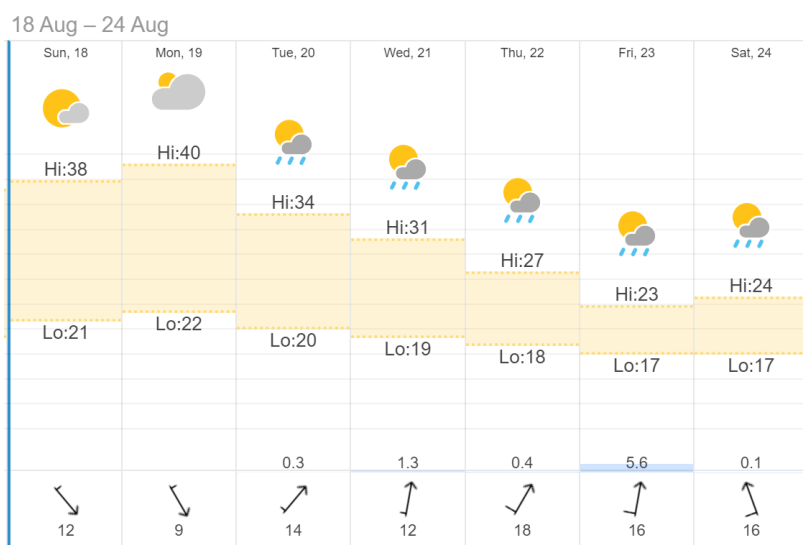 18 Aug – 24 Aug
Sun, 18 Mon, 19 Tue, 20 Wed, 21 Thu, 22 Fri, 23 Sat, 24
Hi:38 Hi:40 Hi:34 Hi:31 Hi:27 Hi:23 Hi:24
Lo:21 Lo:22 Lo:20 Lo:19 Lo:18 Lo:17 Lo:17
0.3 1.3 0.4 5.6 0.1
12 9 14 12 18 16 16